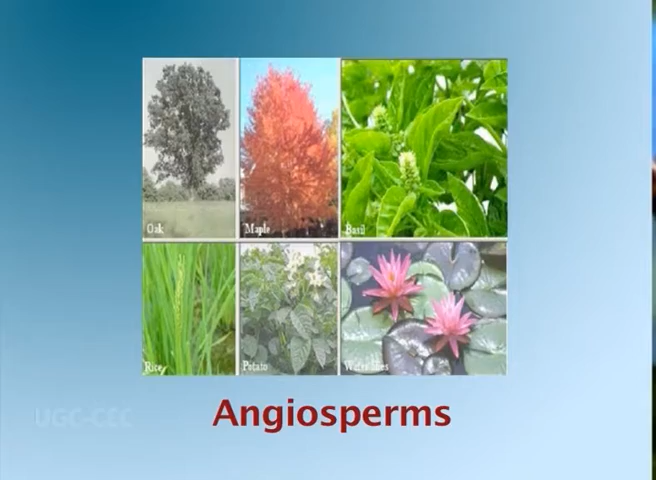 Oak
Maple
Basil
Rice
Potato
Water lilies
UGC-CEC
Angiosperms